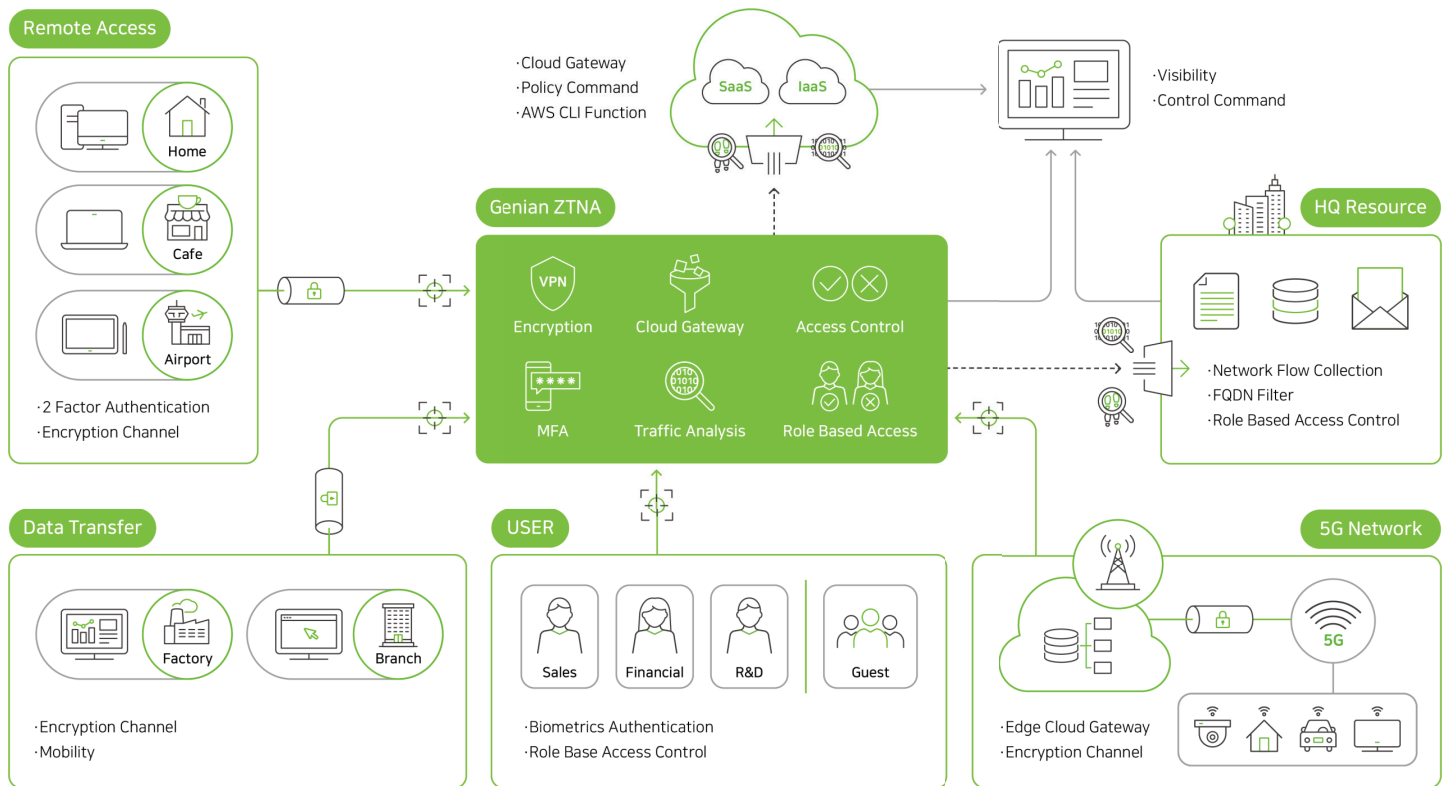 Remote Access
Home
Cafe
Airport
·2 Factor Authentication
·Encryption Channel
·Cloud Gateway
·Policy Command
·AWS CLI Function
SaaS
IaaS
·Visibility
·Control Command
Genian ZTNA
VPN
Encryption
Cloud Gateway
Access Control
****
MFA
010
01010
010
Traffic Analysis
Role Based Access
HQ Resource
·Network Flow Collection
·FQDN Filter
·Role Based Access Control
Data Transfer
Factory
Branch
·Encryption Channel
·Mobility
USER
Sales
Financial
R&D
Guest
·Biometrics Authentication
·Role Base Access Control
5G Network
5G
·Edge Cloud Gateway
·Encryption Channel